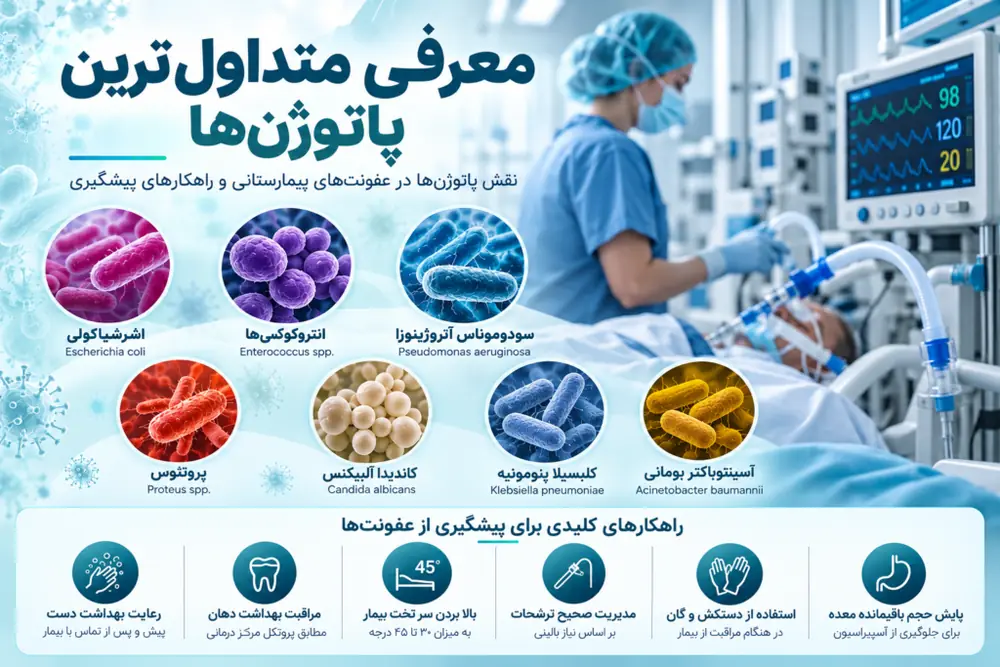 معرفی متداول‌ترین
پاتوژن‌ها
نقش پاتوژن‌ها در عفونت‌های پیمارستانی و راهکارهای پیشگیری
98
120
20
سودوموناس آتروژینوزا
Pseudomonas aeruginosa
انتروکوکسی‌ها
Enterococcus spp.
اشرشیاکولی
Escherichia coli
آسینتوباکتر بومانی
Acinetobacter baumannii
کلبسیلا پنومونیه
Klebsiella pneumoniae
کاندیدا آلبیکنس
Candida albicans
پروتئوس
Proteus spp.
راهکارهای کلیدی برای پیشگیری از عفونت‌ها
پایش حجم باقیمانده معده
برای جلوگیری از آسپیراسیون
استفاده از دستکش و گان
در هنگام مراقبت از بیمار
مدیریت صحیح ترشحات
بر اساس نیاز بالینی
45°
بالا بردن سر تخت بیمار
به میزان ۳۰ تا ۴۵ درجه
مراقبت بهداشت دهان
مطابق پروتکل مرکز درمانی
رعایت بهداشت دست
پیش و پس از تماس با بیمار